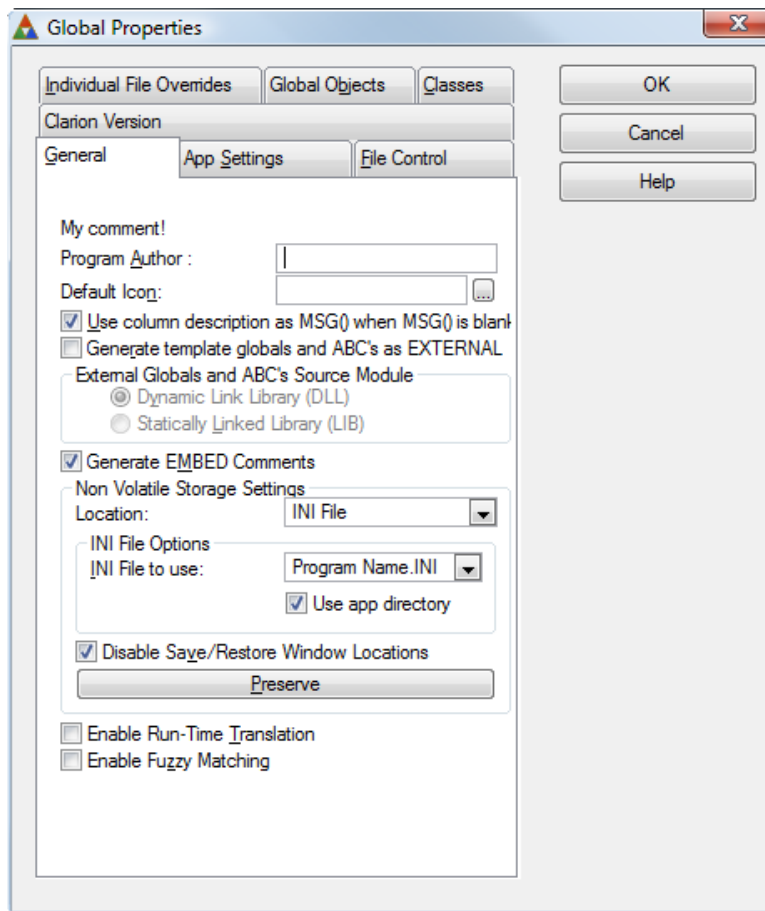 Global Properties
Individual File Overrides Global Objects Classes
Clarion Version
General App Settings File Control
OK
Cancel
Help
My comment!
Program Author :
Default Icon: ...
Use column description as MSG() when MSG() is blank
Generate template globals and ABC's as EXTERNAL
External Globals and ABC's Source Module
Dynamic Link Library (DLL)
Statically Linked Library (LIB)
Generate EMBED Comments
Non Volatile Storage Settings
Location: INI File
INI File Options
INI File to use: Program Name.INI
Use app directory
Disable Save/Restore Window Locations
Preserve
Enable Run-Time Translation
Enable Fuzzy Matching